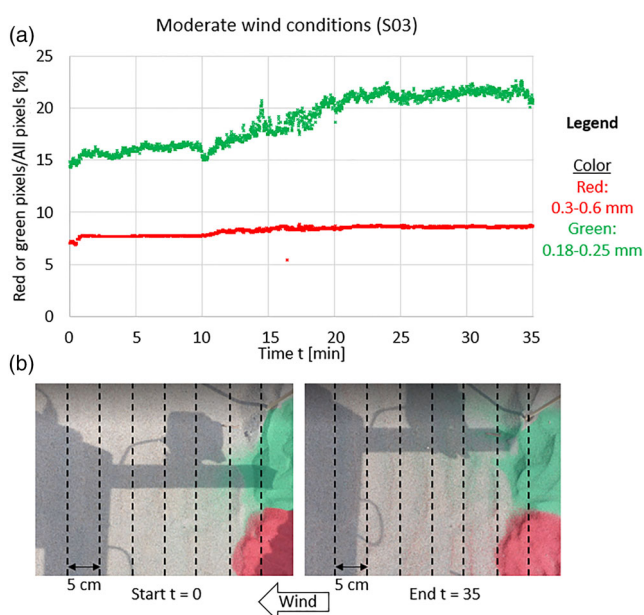 Moderate wind conditions (S03)
(a)
Red or green pixels/All pixels [%]
25
20
15
10
5
0
0 5 10 15 20 25 30 35
Time t [min]
Legend
Color
Red:
0.3-0.6 mm
Green:
0.18-0.25 mm
(b)
5 cm
Start t = 0
Wind
5 cm
End t = 35